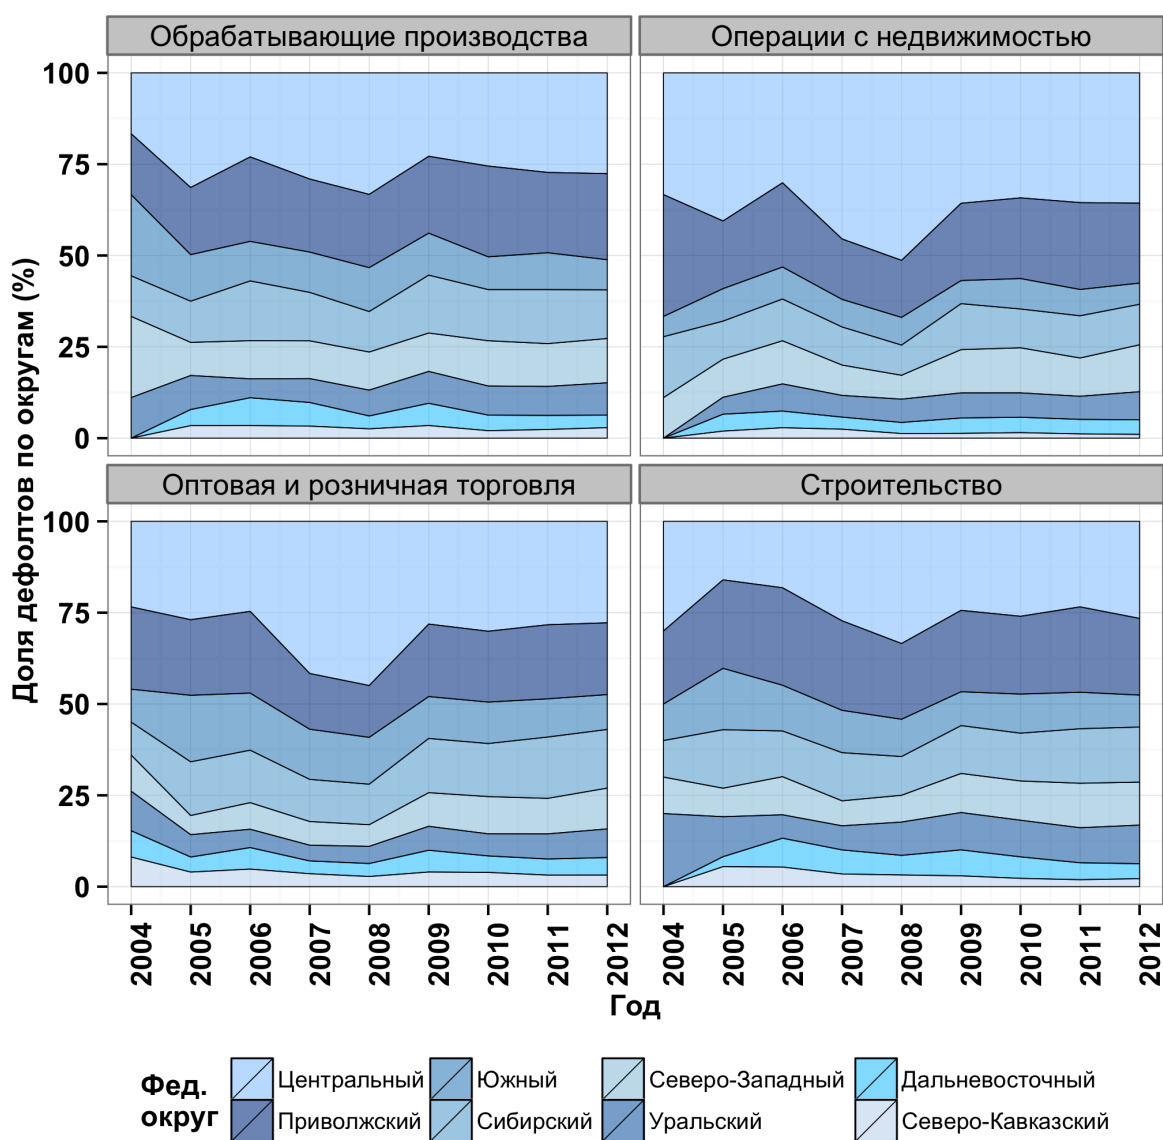 Обрабатывающие производства
Операции с недвижимостью
100
75
50
25
0
Оптовая и розничная торговля
Строительство
100
75
50
25
0
Доля дефолтов по округам (%)
2004 2005 2006 2007 2008 2009 2010 2011 2012
2004 2005 2006 2007 2008 2009 2010 2011 2012
Год
Фед.
округ
Центральный
Приволжский
Южный
Сибирский
Северо-Западный
Уральский
Дальневосточный
Северо-Кавказский